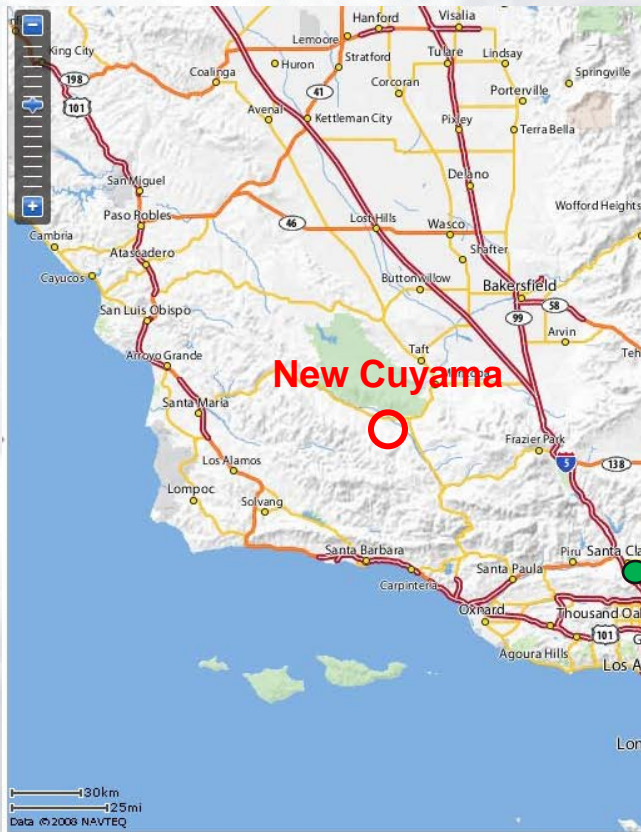 Hanford
Visalia
Lemoore
King City
Huron
Stratford
Tulare
Lindsay
198
Coalinga
Springville
101
41
Corcoran
Porterville
Avenal
Kettleman City
Pixley
Terra Bella
San Miguel
Delano
Paso Robles
Wofford Heights
46
Lost Hills
Wasco
Cambria
Atascadero
Shafter
Cayucos
Buttonwillow
Bakersfield
San Luis Obispo
58
99
Arvin
Taft
Teh
Arroyo Grande
New Cuyama
Santa Maria
Frazier Park
Los Alamos
5
138
Lompoc
Solvang
Santa Barbara
Piru
Santa Cla
Carpinteria
Santa Paula
Oxnard
Thousand Oa
101
G
Agoura Hills
Los A
Lon
30km
25mi
Data © 2008 NAVTEQ